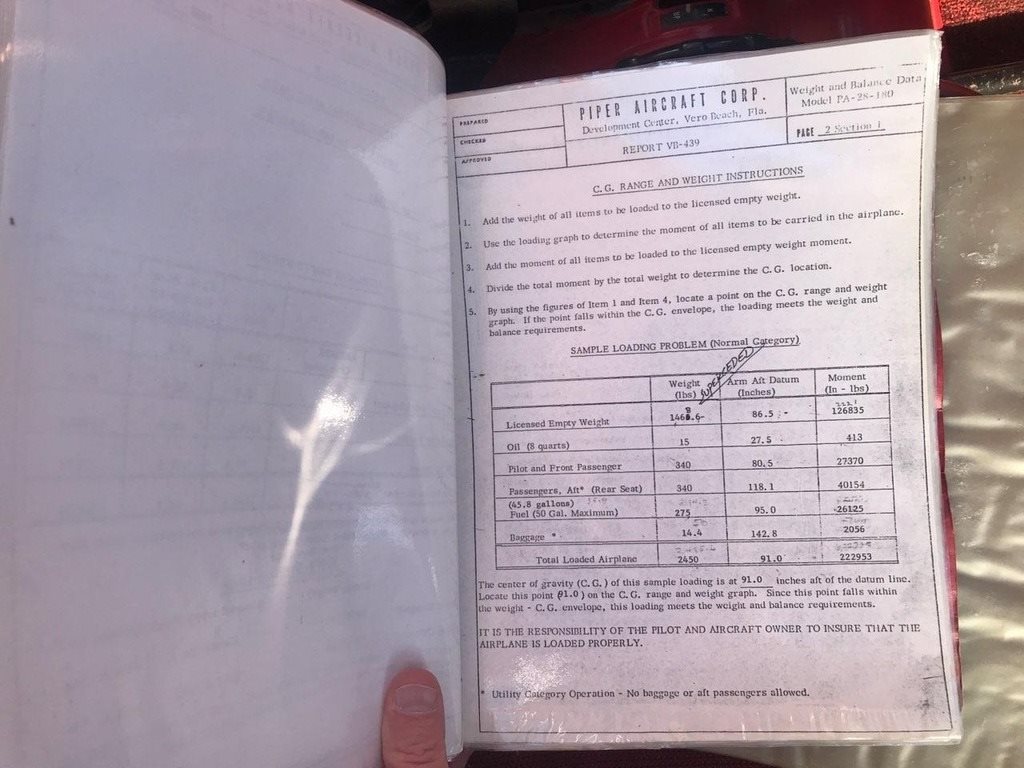 PREPARED
CHECKED
APPROVED
PIPER AIRCRAFT CORP.
Development Center, Vero Beach, Fla.
REPORT VB-439
Weight and Balance Data
Model PA-28-180
PAGE 2 Section 1
C.G. RANGE AND WEIGHT INSTRUCTIONS
1. Add the weight of all items to be loaded to the licensed empty weight.
2. Use the loading graph to determine the moment of all items to be carried in the airplane.
3. Add the moment of all items to be loaded to the licensed empty weight moment.
4. Divide the total moment by the total weight to determine the C.G. location.
5. By using the figures of Item 1 and Item 4, locate a point on the C.G. range and weight
graph. If the point falls within the C.G. envelope, the loading meets the weight and
balance requirements.
SAMPLE LOADING PROBLEM (Normal Category)
SUPERCEDED
Weight (lbs) Arm Aft Datum (Inches) Moment (In - lbs)
Licensed Empty Weight 86.5 126835
Oil (8 quarts) 15 27.5 413
Pilot and Front Passenger 340 80.5 27370
Passengers, Aft* (Rear Seat) 340 118.1 40154
(45.8 gallons)
Fuel (50 Gal. Maximum) 275 95.0 26125
Baggage * 14.4 142.8 2056
Total Loaded Airplane 2450 91.0 222953
The center of gravity (C.G.) of this sample loading is at 91.0 inches aft of the datum line.
Locate this point (91.0) on the C.G. range and weight graph. Since this point falls within
the weight - C.G. envelope, this loading meets the weight and balance requirements.
IT IS THE RESPONSIBILITY OF THE PILOT AND AIRCRAFT OWNER TO INSURE THAT THE
AIRPLANE IS LOADED PROPERLY.
* Utility Category Operation - No baggage or aft passengers allowed.